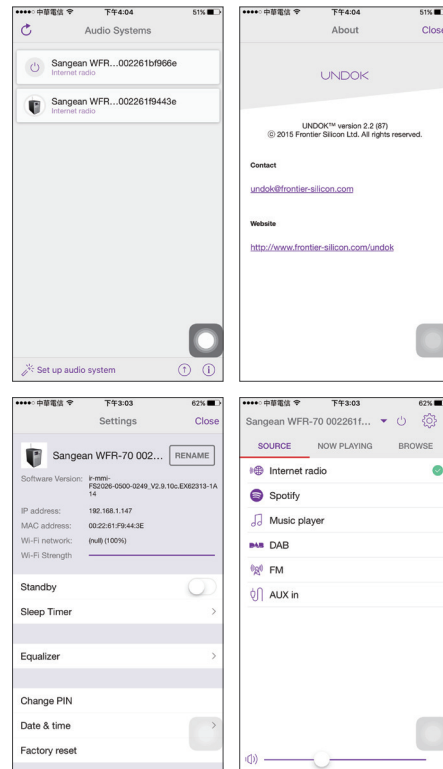 中華電信 下午4:04 51%
Audio Systems
Sangean WFR...002261bf966e
Internet radio
Sangean WFR...002261f9443e
Internet radio
Set up audio system
中華電信 下午4:04 51%
About Close
UNDOK
UNDOK™ version 2.2 (87)
© 2015 Frontier Silicon Ltd. All rights reserved.
Contact
undok@frontier-silicon.com
Website
http://www.frontier-silicon.com/undok
中華電信 下午3:03 62%
Settings Close
Sangean WFR-70 002... RENAME
Software Version: ir-mmi-
FS2026-0500-0249_V2.9.10c.EX62313-1A
14
IP address: 192.168.1.147
MAC address: 00:22:61:F9:44:3E
Wi-Fi network: (null) (100%)
Wi-Fi Strength
Standby
Sleep Timer
Equalizer
Change PIN
Date & time
Factory reset
中華電信 下午3:03 62%
Sangean WFR-70 002261f...
SOURCE NOW PLAYING BROWSE
Internet radio
Spotify
Music player
DAB DAB
FM
AUX in